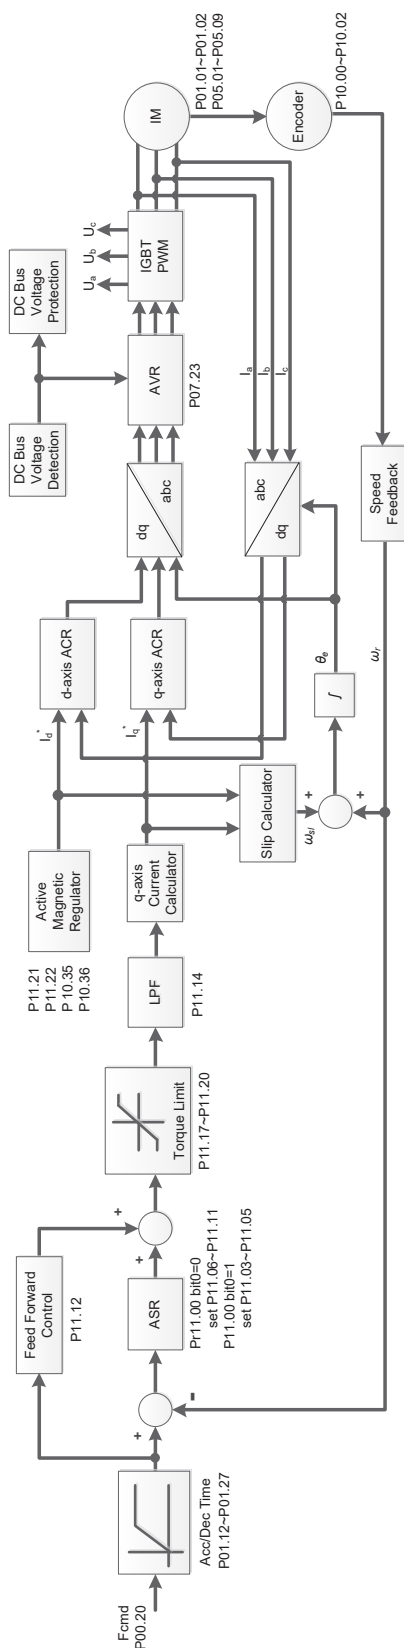 Fcmd
P00.20
Acc/Dec Time
P01.12~P01.27
Feed Forward
Control
P11.12
+
-
ASR
Pr11.00 bit0=0
set P11.06~P11.11
P11.00 bit0=1
set P11.03~P11.05
+
+
Torque Limit
P11.17~P11.20
LPF
P11.14
q-axis
Current
Calculator
P11.21
P11.22
P10.35
P10.36
Active
Magnetic
Regulator
Id*
Iq*
d-axis ACR
q-axis ACR
Slip Calculator
ωsl
+
+
∫
θe
ωr
dq
abc
abc
dq
DC Bus
Voltage
Detection
DC Bus
Voltage
Protection
AVR
P07.23
IGBT
PWM
Ua
Ub
Uc
Ia
Ib
Ic
IM
P01.01~P01.02
P05.01~P05.09
Encoder
P10.00~P10.02
Speed
Feedback